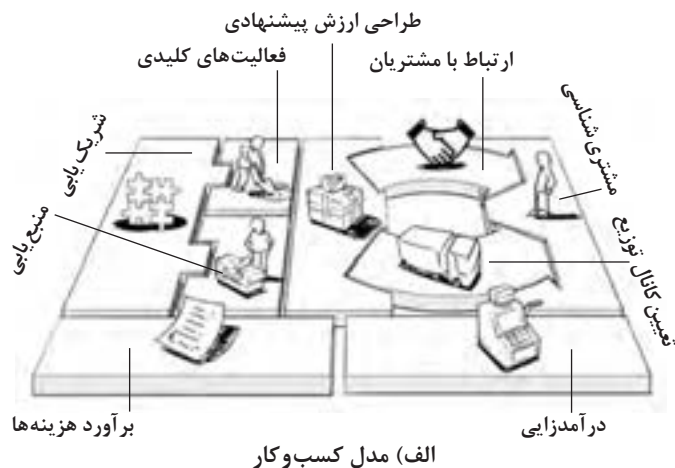 طراحی ارزش پیشنهادی
فعالیت‌های کلیدی
ارتباط با مشتریان
شریک یابی
مشتری شناسی
منبع یابی
تعیین کانال توزیع
برآورد هزینه‌ها
درآمدزایی
الف) مدل کسب‌وکار